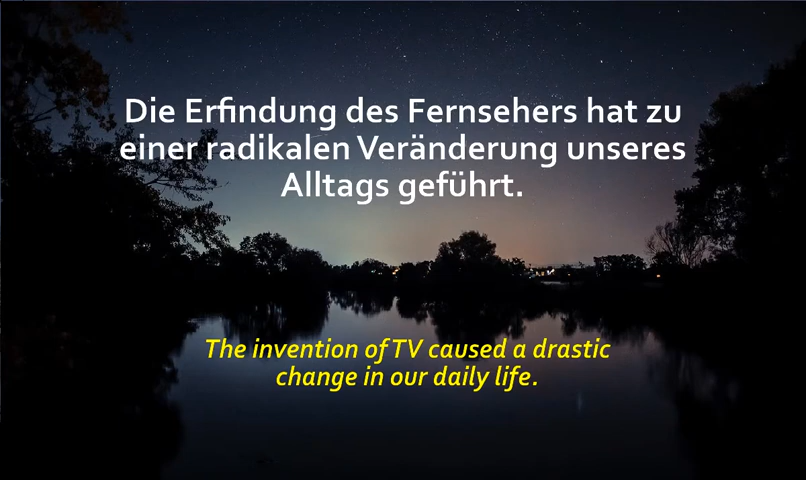 Die Erfindung des Fernsehers hat zu
einer radikalen Veränderung unseres
Alltags geführt.
The invention of TV caused a drastic
change in our daily life.